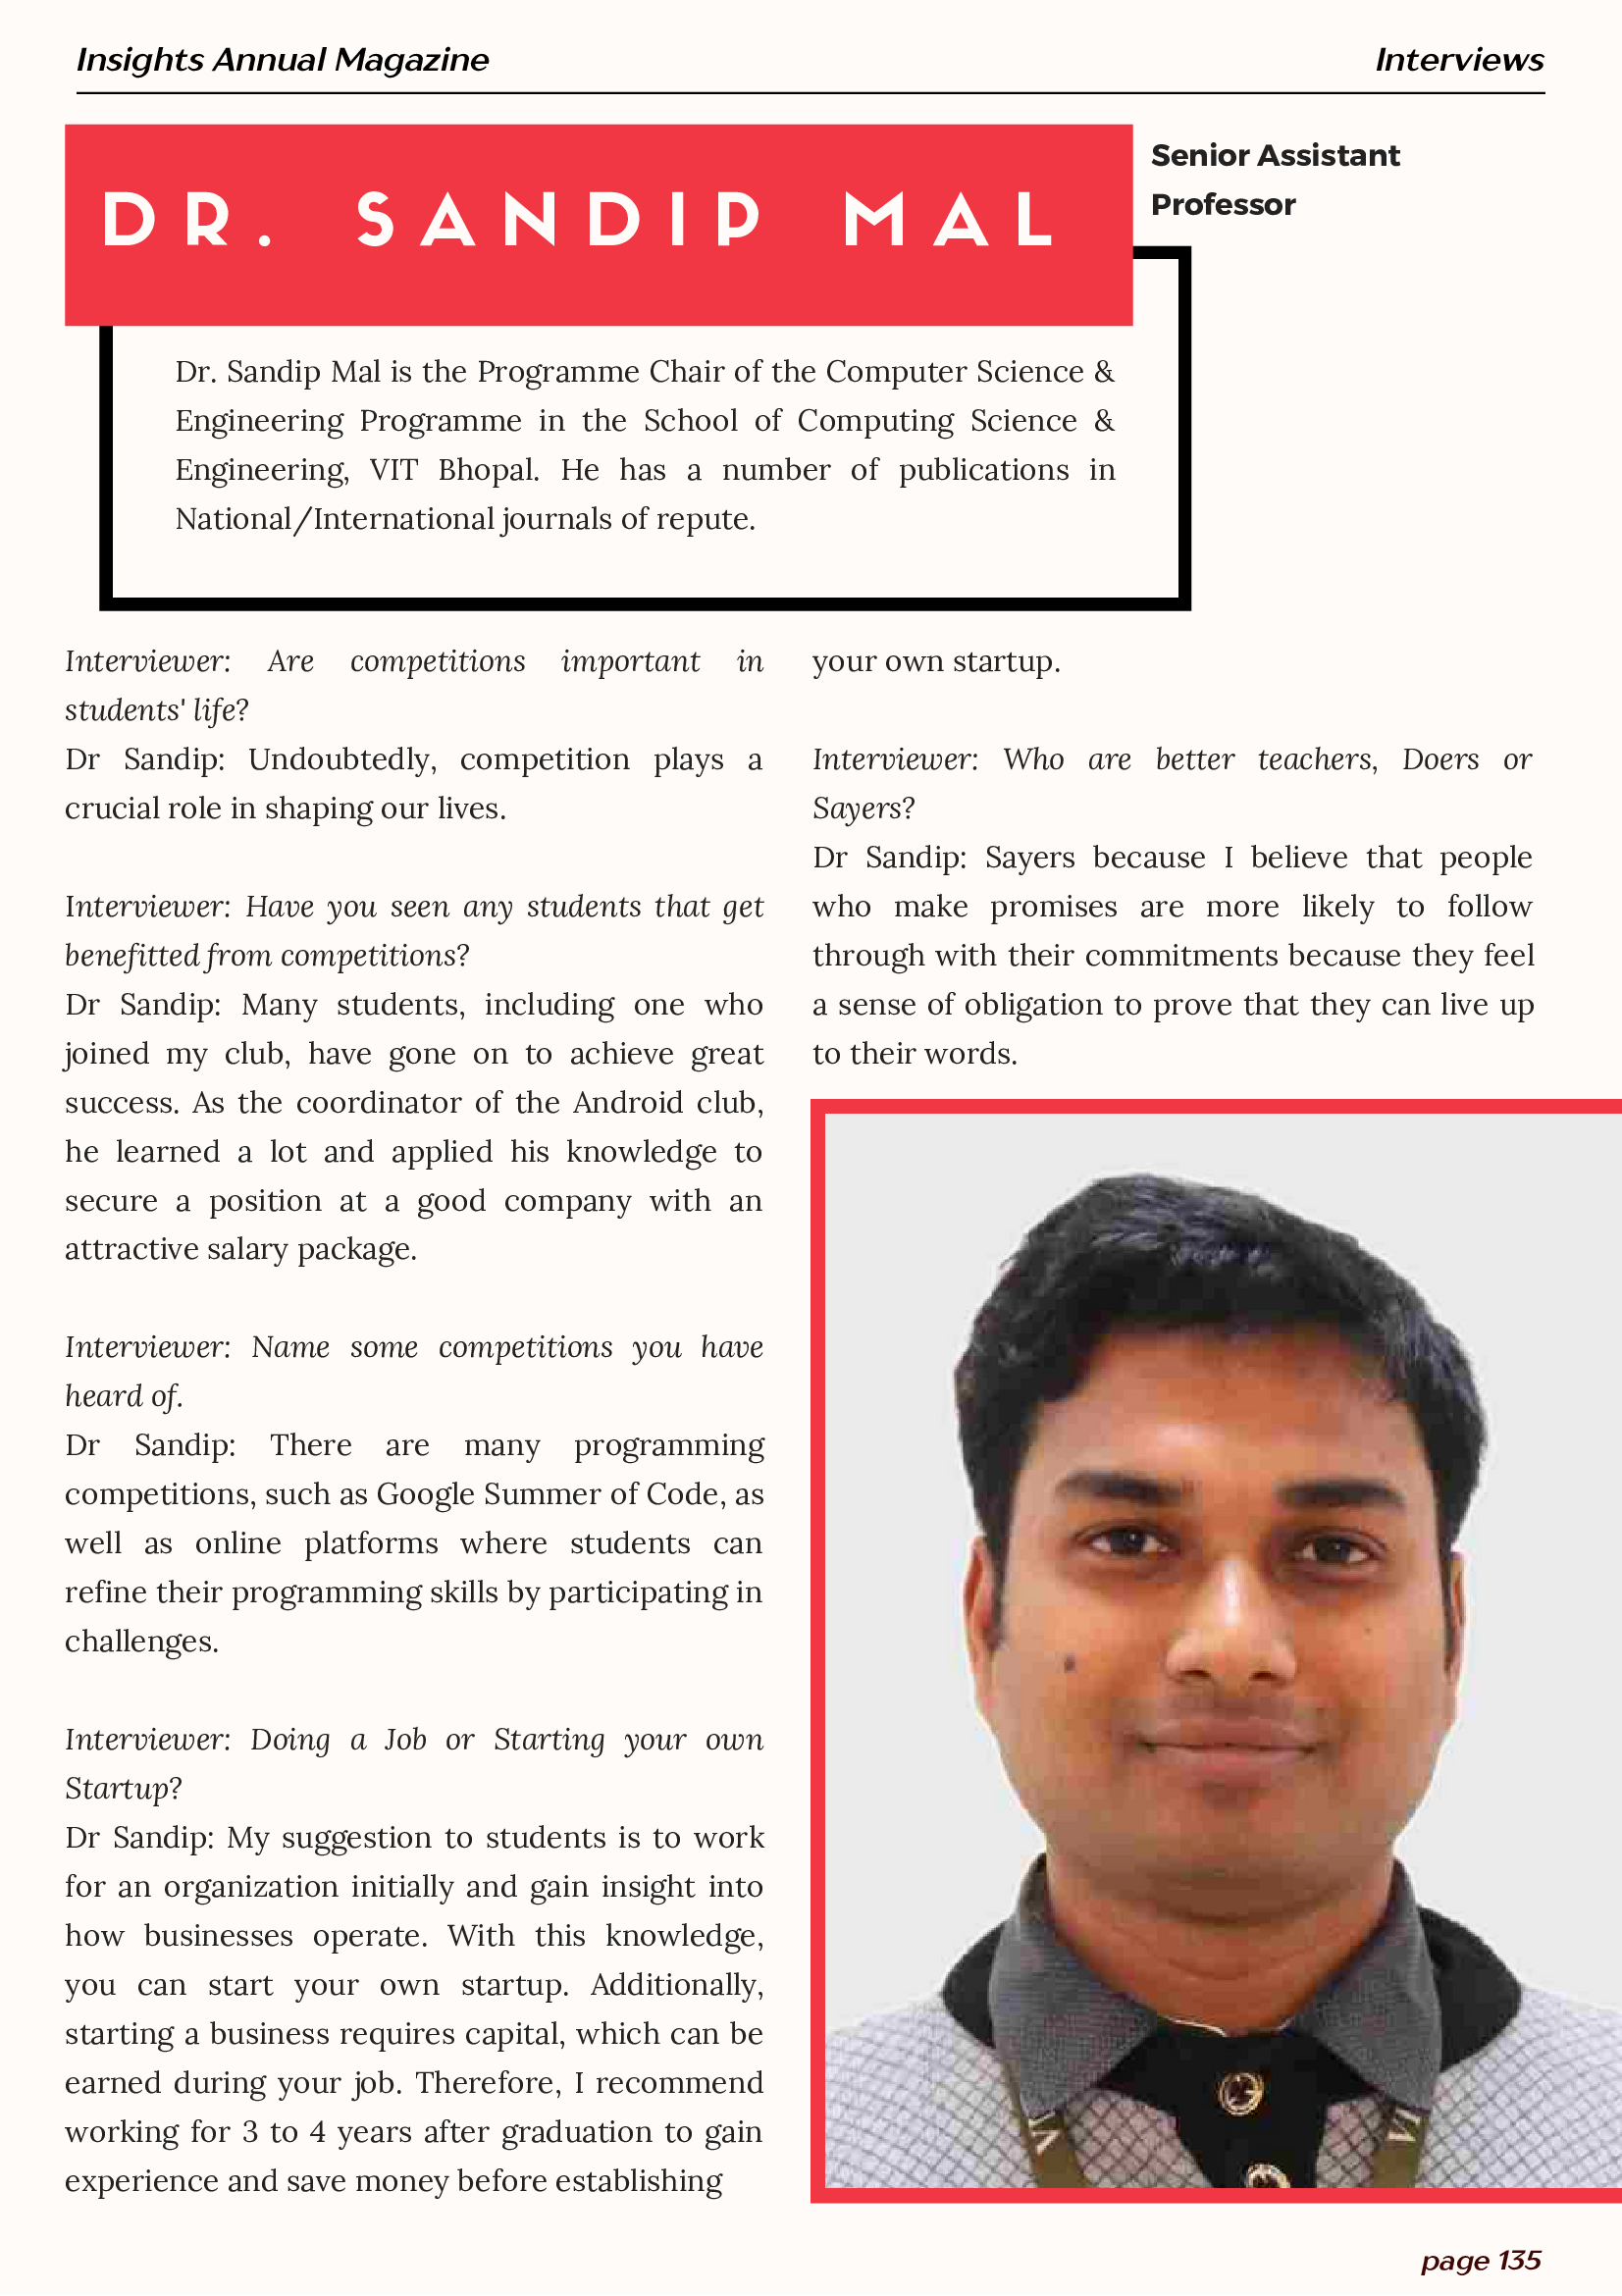 Insights Annual Magazine
Interviews
DR. SANDIP MAL
Senior Assistant
Professor
Dr. Sandip Mal is the Programme Chair of the Computer Science &
Engineering Programme in the School of Computing Science &
Engineering, VIT Bhopal. He has a number of publications in
National/International journals of repute.
Interviewer: Are competitions important in
students' life?
Dr Sandip: Undoubtedly, competition plays a
crucial role in shaping our lives.
Interviewer: Have you seen any students that get
benefitted from competitions?
Dr Sandip: Many students, including one who
joined my club, have gone on to achieve great
success. As the coordinator of the Android club,
he learned a lot and applied his knowledge to
secure a position at a good company with an
attractive salary package.
Interviewer: Name some competitions you have
heard of.
Dr Sandip: There are many programming
competitions, such as Google Summer of Code, as
well as online platforms where students can
refine their programming skills by participating in
challenges.
Interviewer: Doing a Job or Starting your own
Startup?
Dr Sandip: My suggestion to students is to work
for an organization initially and gain insight into
how businesses operate. With this knowledge,
you can start your own startup. Additionally,
starting a business requires capital, which can be
earned during your job. Therefore, I recommend
working for 3 to 4 years after graduation to gain
experience and save money before establishing
your own startup.
Interviewer: Who are better teachers, Doers or
Sayers?
Dr Sandip: Sayers because I believe that people
who make promises are more likely to follow
through with their commitments because they feel
a sense of obligation to prove that they can live up
to their words.
page 135